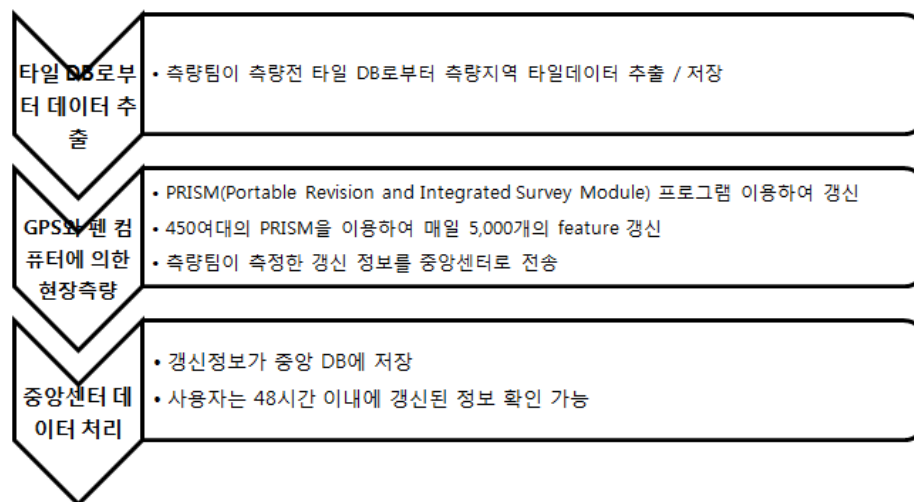 타일 DB로부
터 데이터 추
출
• 측량팀이 측량전 타일 DB로부터 측량지역 타일데이터 추출 / 저장
GPS와 펜 컴
퓨터에 의한
현장측량
• PRISM(Portable Revision and Integrated Survey Module) 프로그램 이용하여 갱신
• 450여대의 PRISM을 이용하여 매일 5,000개의 feature 갱신
• 측량팀이 측정한 갱신 정보를 중앙센터로 전송
중앙센터 데
이터 처리
• 갱신정보가 중앙 DB에 저장
• 사용자는 48시간 이내에 갱신된 정보 확인 가능